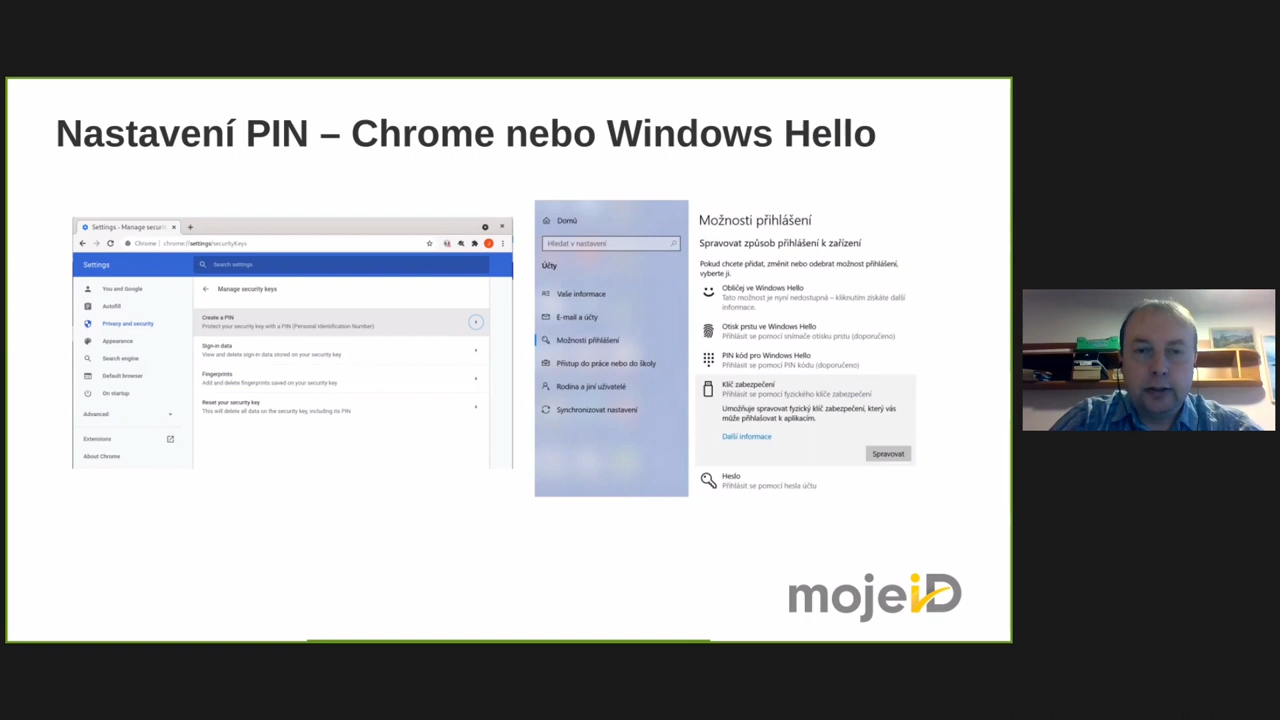 Nastavení PIN – Chrome nebo Windows Hello
Settings - Manage securit
Chrome | chrome://settings/securityKeys
Settings
Search settings
You and Google
Autofill
Privacy and security
Appearance
Search engine
Default browser
On startup
Advanced
Extensions
About Chrome
Manage security keys
Create a PIN
Protect your security key with a PIN (Personal Identification Number)
Sign-in data
View and delete sign-in data stored on your security key
Fingerprints
Add and delete fingerprints saved on your security key
Reset your security key
This will delete all data on the security key, including its PIN
Domů
Hledat v nastavení
Účty
Vaše informace
E-mail a účty
Možnosti přihlášení
Přístup do práce nebo do školy
Rodina a jiní uživatelé
Synchronizovat nastavení
Možnosti přihlášení
Spravovat způsob přihlášení k zařízení
Pokud chcete přidat, změnit nebo odebrat možnost přihlášení,
vyberte ji.
Obličej ve Windows Hello
Tato možnost je nyní nedostupná – kliknutím získáte další
informace.
Otisk prstu ve Windows Hello
Přihlásit se pomocí snímače otisku prstu (doporučeno)
PIN kód pro Windows Hello
Přihlásit se pomocí PIN kódu (doporučeno)
Klíč zabezpečení
Přihlásit se pomocí fyzického klíče zabezpečení
Umožňuje spravovat fyzický klíč zabezpečení, který vás
může přihlašovat k aplikacím.
Další informace
Spravovat
Heslo
Přihlásit se pomocí hesla účtu
mojeiD